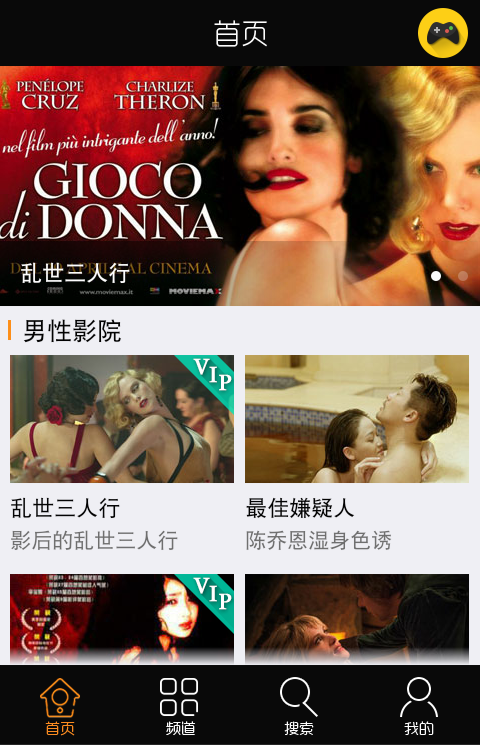 首页
PENÉLOPE CRUZ
CHARLIZE THERON
nel film più intrigante dell'anno!
GIOCO
di DONNA
AL CINEMA
www.moviemax.it
MOVIEMAX
乱世三人行
男性影院
VIP
乱世三人行
影后的乱世三人行
最佳嫌疑人
陈乔恩湿身色诱
VIP
首页
频道
搜索
我的